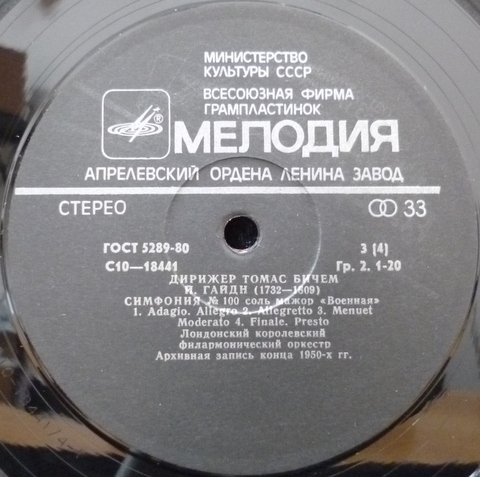 МИНИСТЕРСТВО
КУЛЬТУРЫ СССР
ВСЕСОЮЗНАЯ ФИРМА
ГРАМПЛАСТИНОК
® МЕЛОДИЯ
АПРЕЛЕВСКИЙ ОРДЕНА ЛЕНИНА ЗАВОД
СТЕРЕО 33
ГОСТ 5289-80 3 (4)
С10—18441 Гр. 2. 1-20
ДИРИЖЕР ТОМАС БИЧЕМ
Й. ГАЙДН (1732—1809)
СИМФОНИЯ № 100 соль мажор «Военная»
1. Adagio. Allegro 2. Allegretto 3. Menuet
Moderato 4. Finale. Presto
Лондонский королевский
филармонический оркестр
Архивная запись конца 1950-х гг.